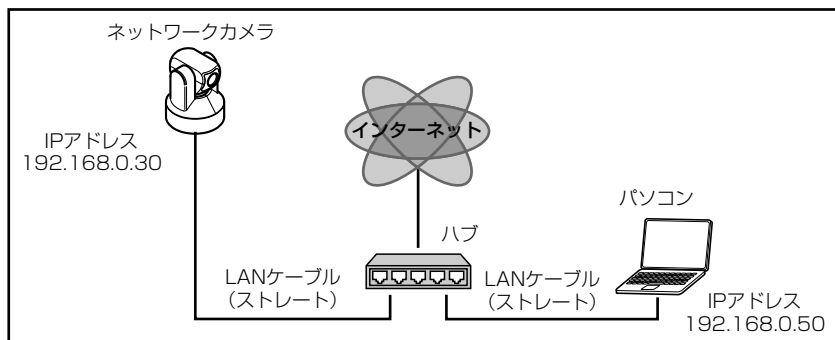 ネットワークカメラ
IPアドレス
192.168.0.30
インターネット
ハブ
パソコン
LANケーブル
（ストレート）
LANケーブル
（ストレート）
IPアドレス
192.168.0.50